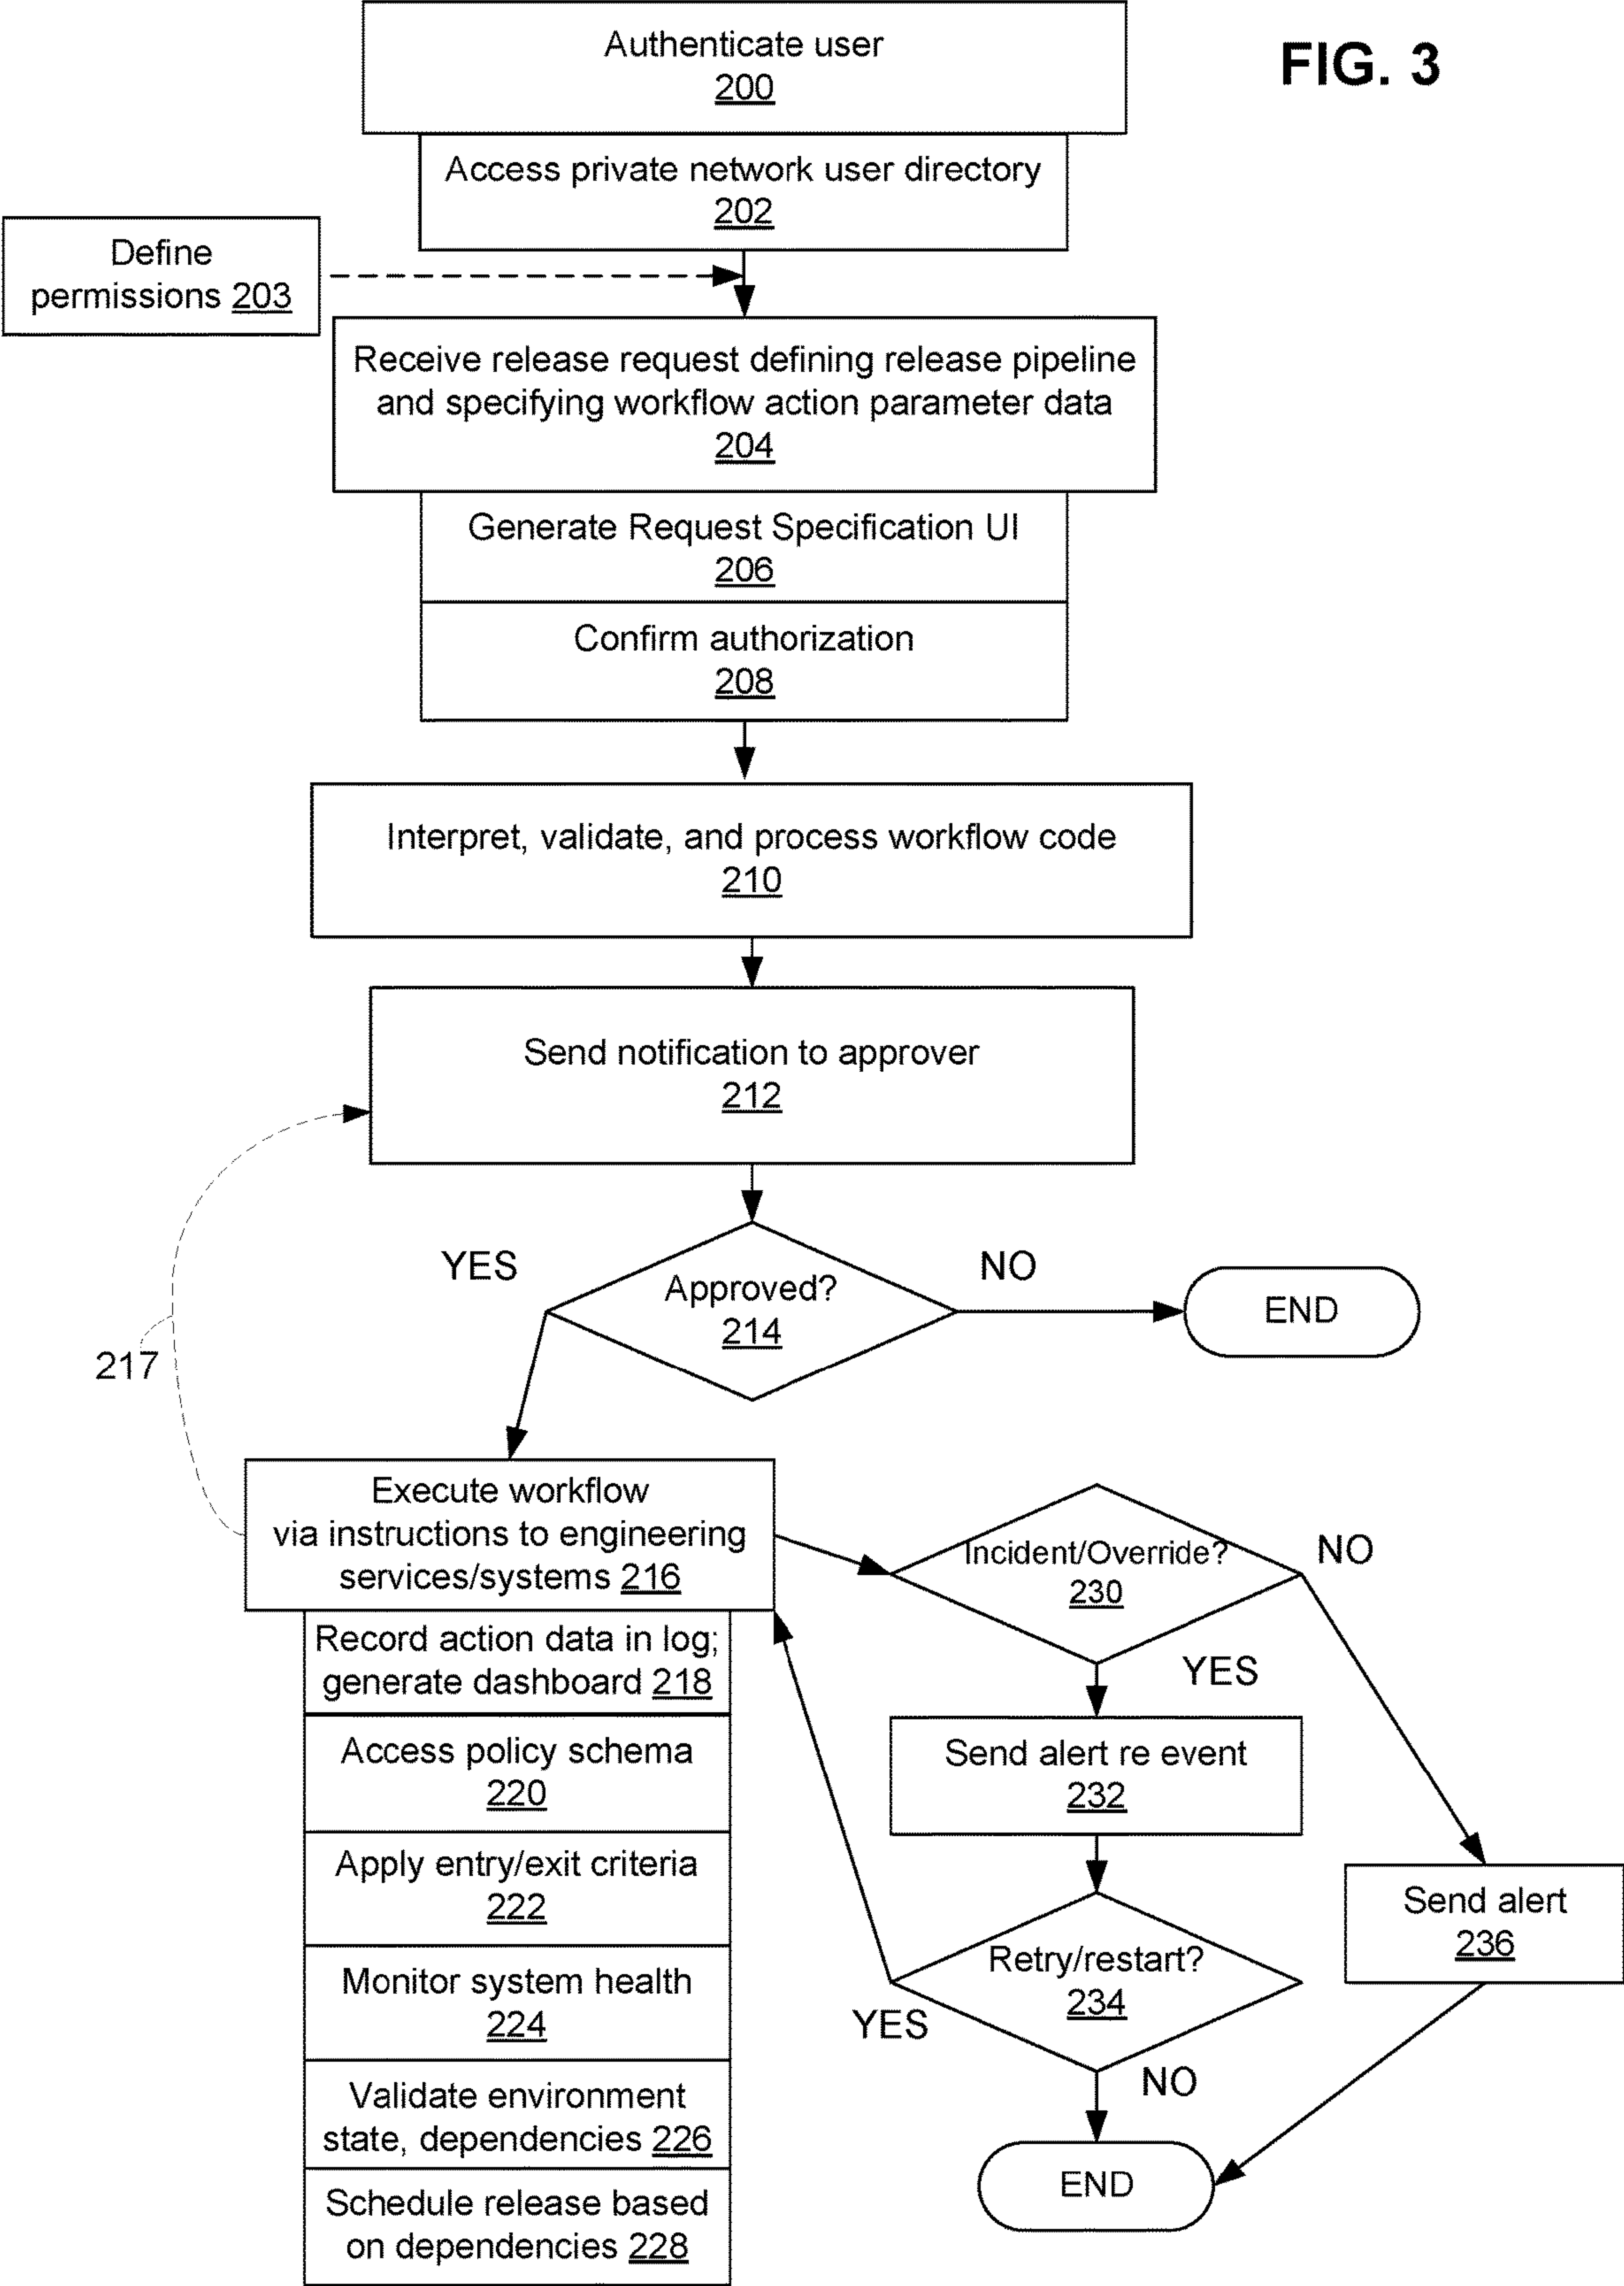 FIG. 3
Authenticate user
200
Access private network user directory
202
Define
permissions 203
Receive release request defining release pipeline
and specifying workflow action parameter data
204
Generate Request Specification UI
206
Confirm authorization
208
Interpret, validate, and process workflow code
210
Send notification to approver
212
YES
Approved?
214
NO
END
217
Execute workflow
via instructions to engineering
services/systems 216
Record action data in log;
generate dashboard 218
Access policy schema
220
Apply entry/exit criteria
222
Monitor system health
224
Validate environment
state, dependencies 226
Schedule release based
on dependencies 228
Incident/Override?
230
NO
YES
Send alert re event
232
Retry/restart?
234
YES
NO
Send alert
236
END